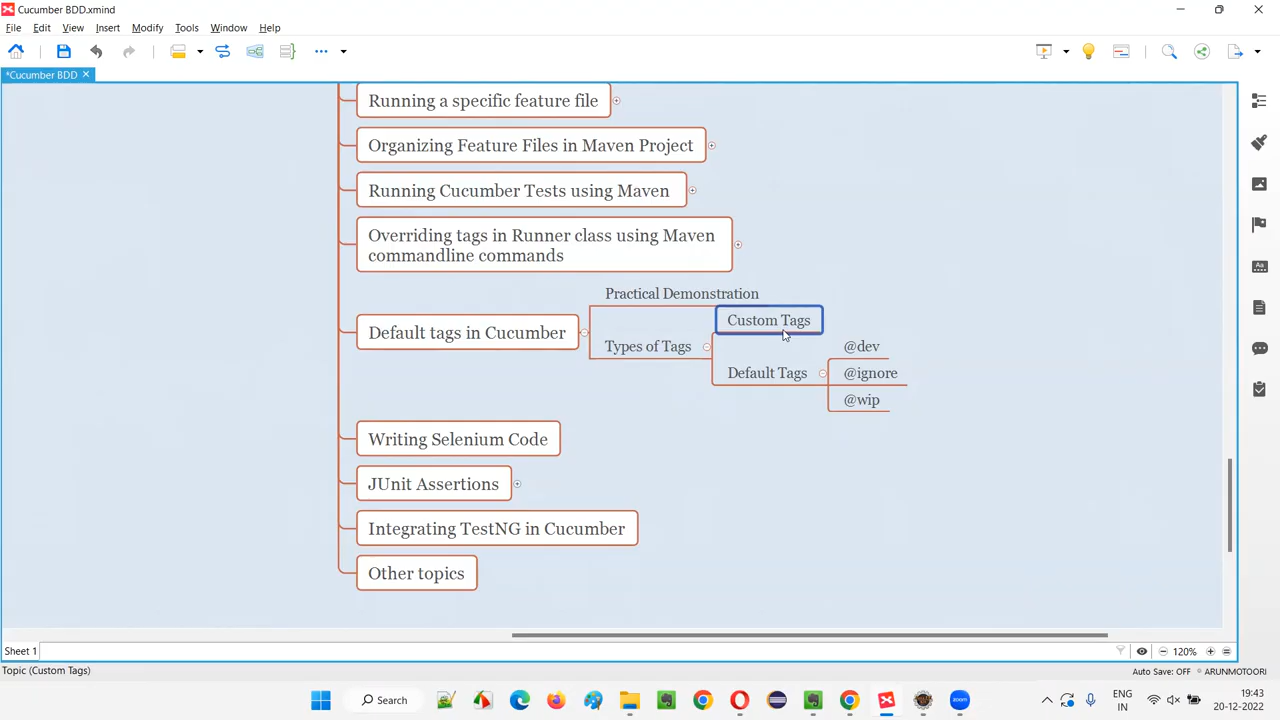 Cucumber BDD.xmind
File Edit View Insert Modify Tools Window Help
*Cucumber BDD
Running a specific feature file
Organizing Feature Files in Maven Project
Running Cucumber Tests using Maven
Overriding tags in Runner class using Maven
commandline commands
Default tags in Cucumber
Practical Demonstration
Types of Tags
Custom Tags
Default Tags
@dev
@ignore
@wip
Writing Selenium Code
JUnit Assertions
Integrating TestNG in Cucumber
Other topics
Sheet 1
120%
Topic (Custom Tags)
Auto Save: OFF
ARUNMOTOORI
Search
ENG
IN
19:43
20-12-2022